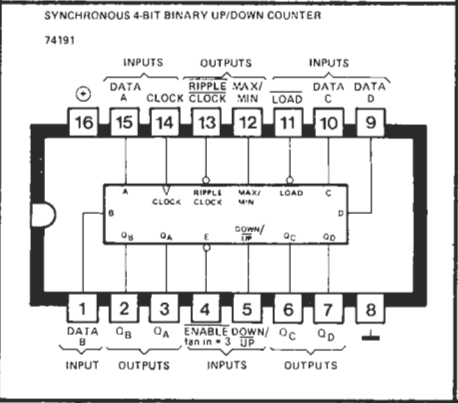 SYNCHRONOUS 4-BIT BINARY UP/DOWN COUNTER
74191
INPUTS OUTPUTS INPUTS
DATA A CLOCK RIPPLE CLOCK MAX/MIN LOAD DATA C DATA D
16 15 14 13 12 11 10 9
A CLOCK RIPPLE CLOCK MAX/MIN LOAD C
B D
QB QA E DOWN/UP QC QD
1 2 3 4 5 6 7 8
DATA B QB QA ENABLE fan in = 3 DOWN/UP QC QD
INPUT OUTPUTS INPUTS OUTPUTS